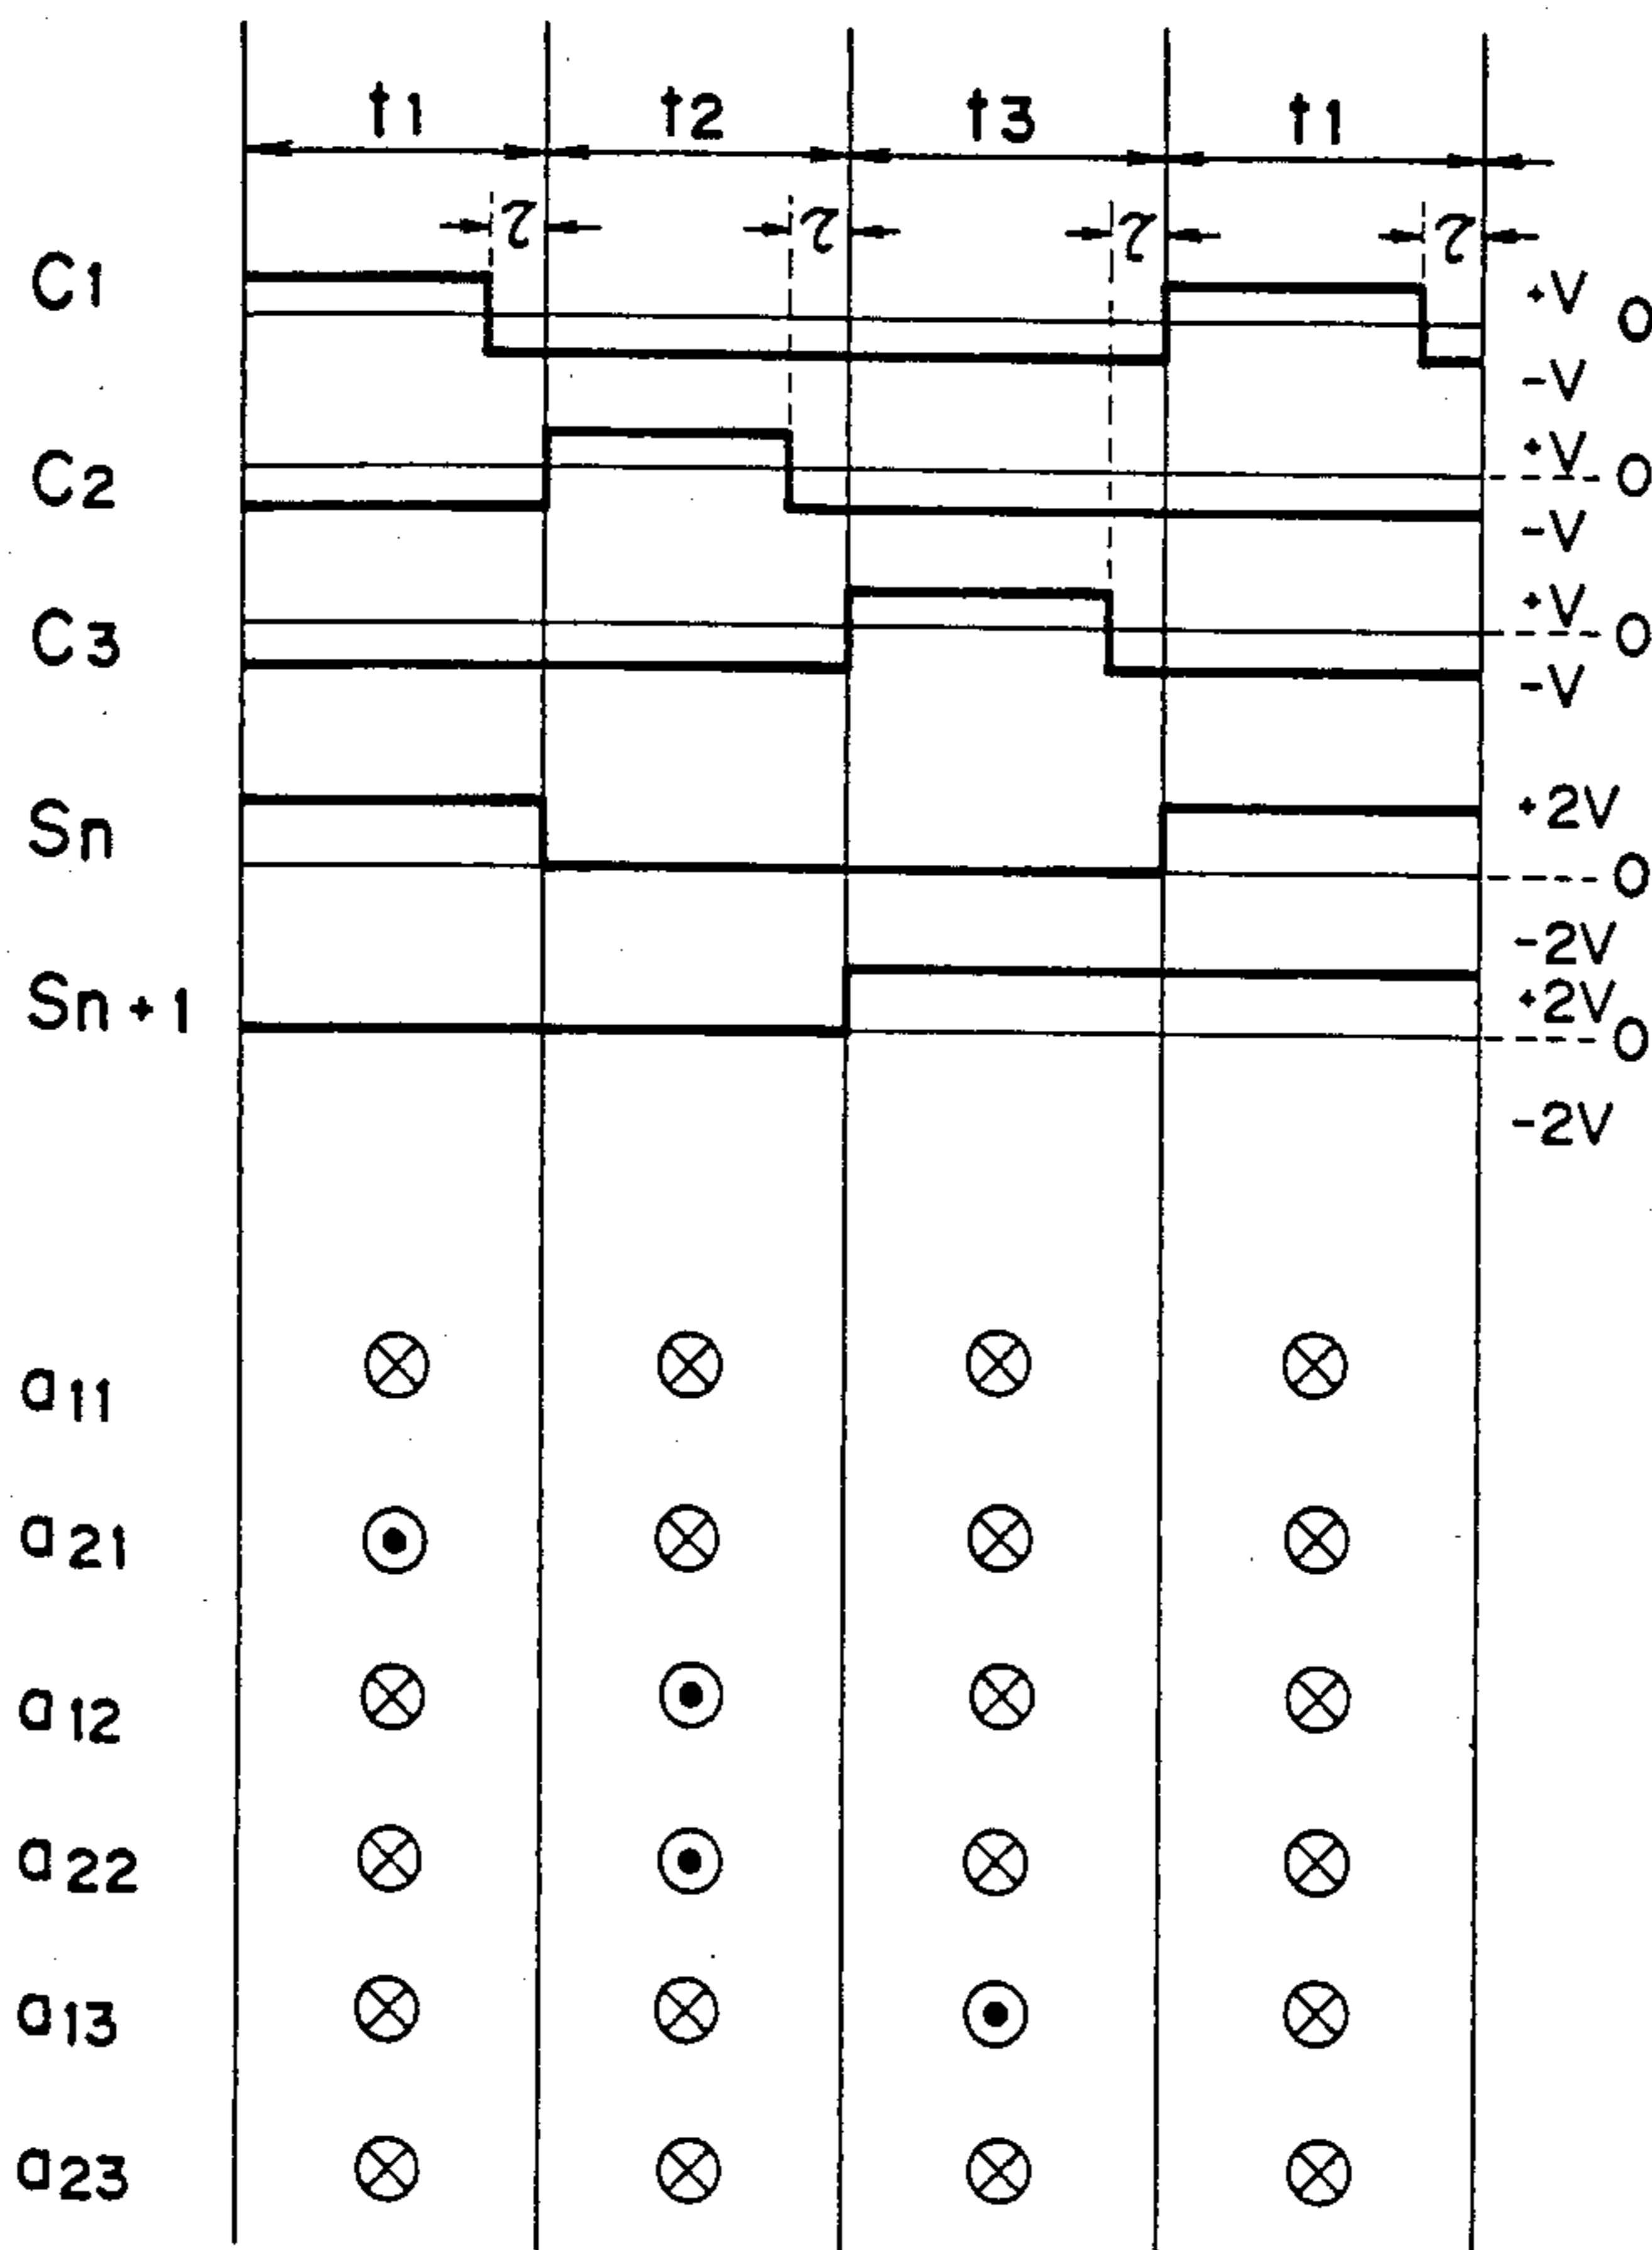 t1 t2 t3 t1
τ τ τ τ
C1 +V 0
-V
C2 +V 0
-V
C3 +V 0
-V
Sn +2V 0
-2V
Sn+1 +2V 0
-2V
a11
a21
a12
a22
a13
a23